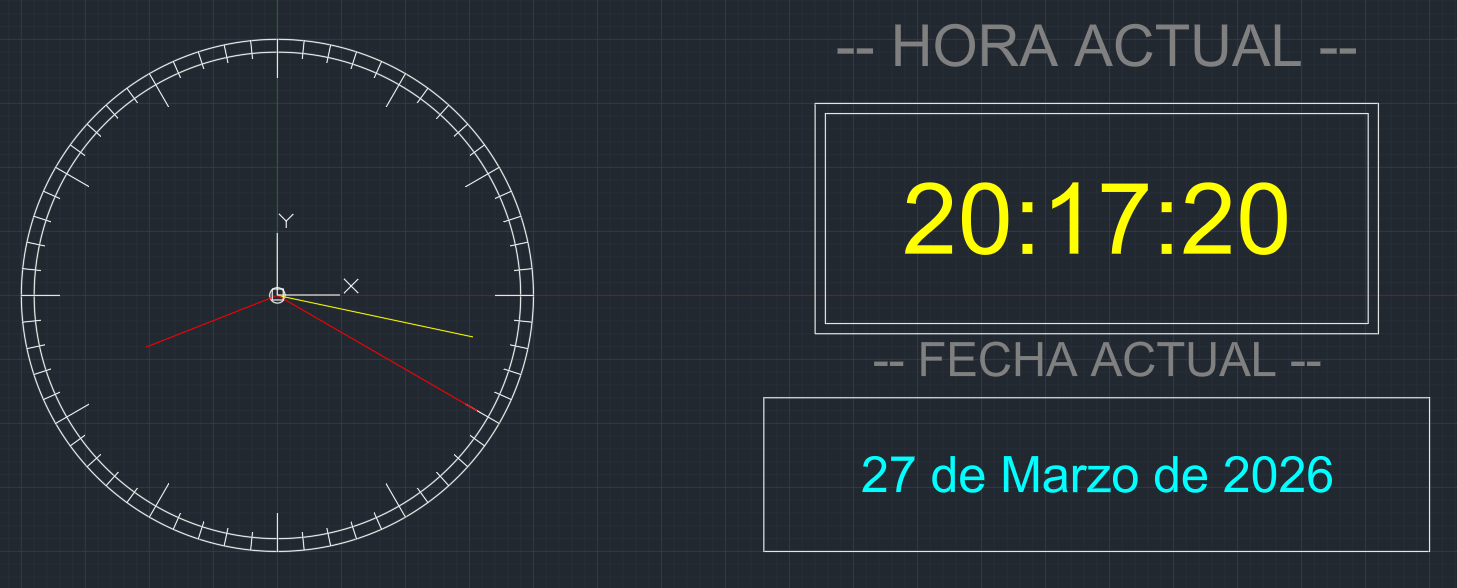 -- HORA ACTUAL --
20:17:20
-- FECHA ACTUAL --
27 de Marzo de 2026
Y
X